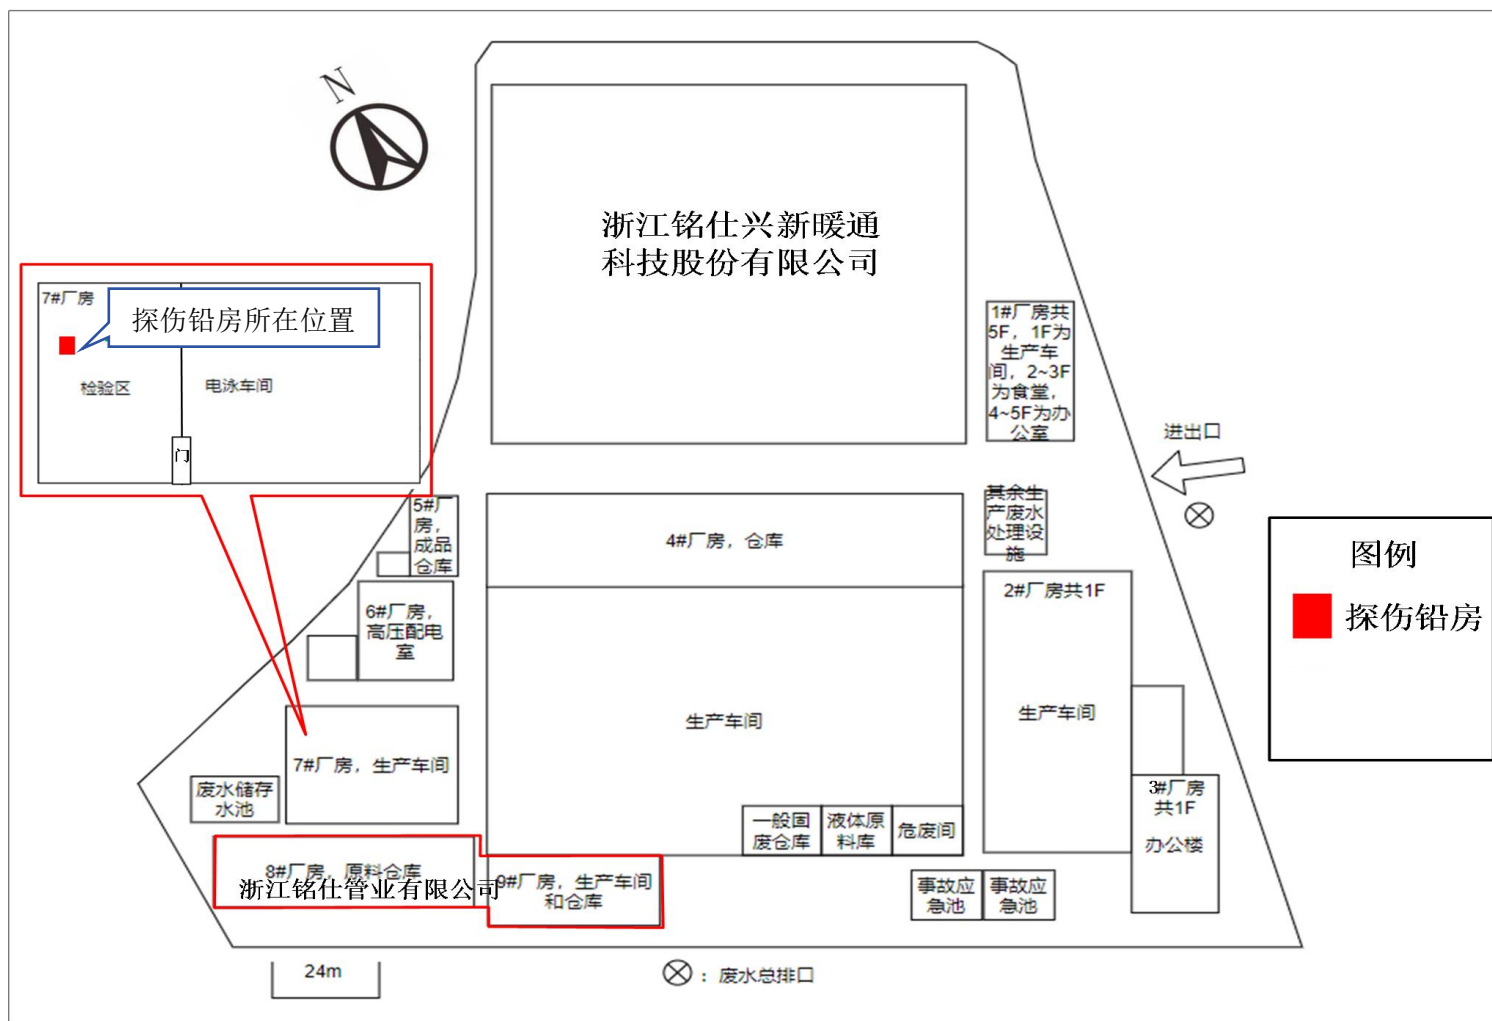 N
浙江铭仕兴新暖通
科技股份有限公司
7#厂房
探伤铅房所在位置
检验区
电泳车间
门
1#厂房共
5F，1F为
生产车
间，2~3F
为食堂，
4~5F为办
公室
进出口
5#厂
房，
成品
仓库
4#厂房，仓库
其余生
产废水
处理设
施
图例
探伤铅房
2#厂房共1F
生产车间
6#厂房，
高压配电
室
生产车间
7#厂房，生产车间
废水储存
水池
3#厂房
共1F
办公楼
一般固
废仓库
液体原
料库
危废间
8#厂房，原料仓库
浙江铭仕管业有限公司
9#厂房，生产车间
和仓库
事故应
急池
事故应
急池
24m
：废水总排口